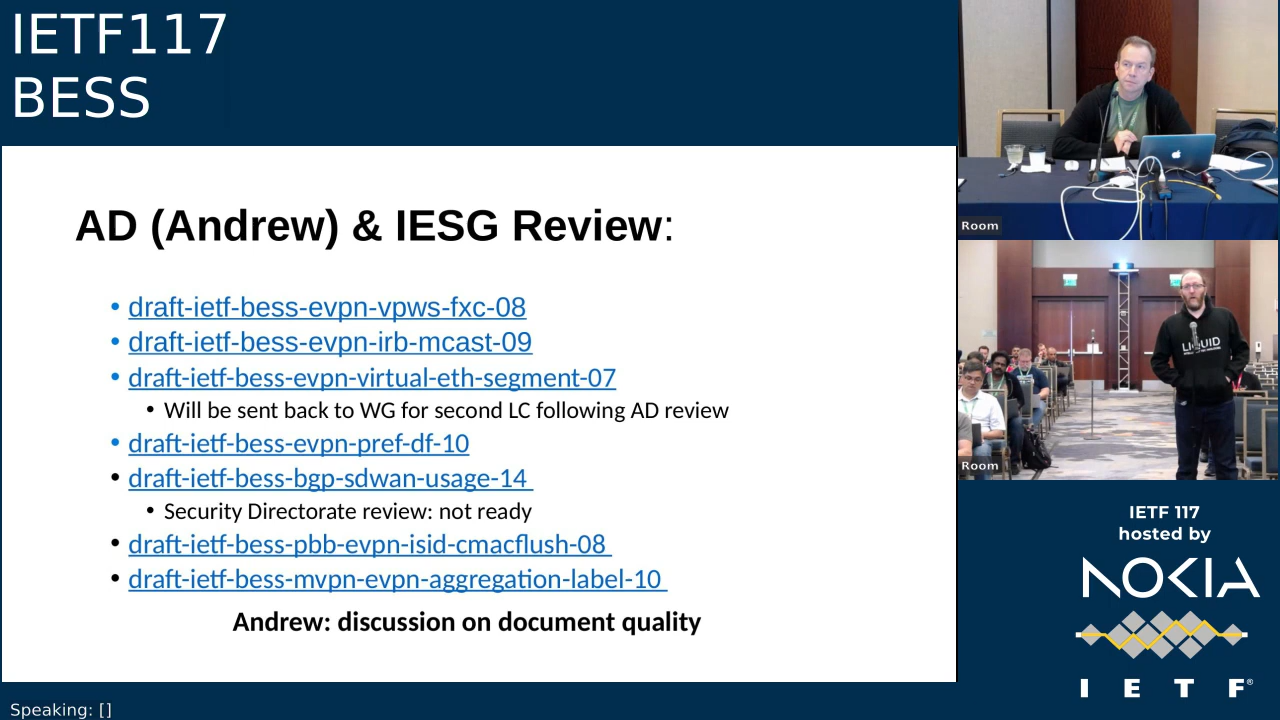 IETF117
BESS
AD (Andrew) & IESG Review:
• draft-ietf-bess-evpn-vpws-fxc-08
• draft-ietf-bess-evpn-irb-mcast-09
• draft-ietf-bess-evpn-virtual-eth-segment-07
• Will be sent back to WG for second LC following AD review
• draft-ietf-bess-evpn-pref-df-10
• draft-ietf-bess-bgp-sdwan-usage-14
• Security Directorate review: not ready
• draft-ietf-bess-pbb-evpn-isid-cmacflush-08
• draft-ietf-bess-mvpn-evpn-aggregation-label-10
Andrew: discussion on document quality
Speaking: []
Room
LIQUID
Room
IETF 117
hosted by
NOKIA
I E T F®